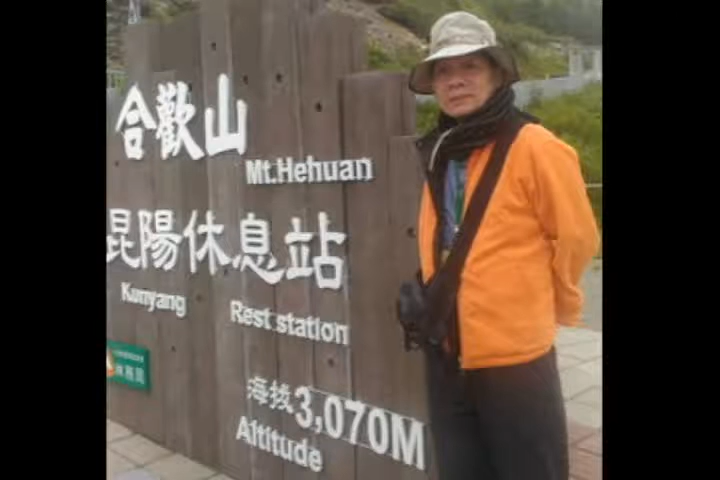 合歡山
Mt.Hehuan
昆陽休息站
Kunyang Rest station
海拔3,070M
Altitude